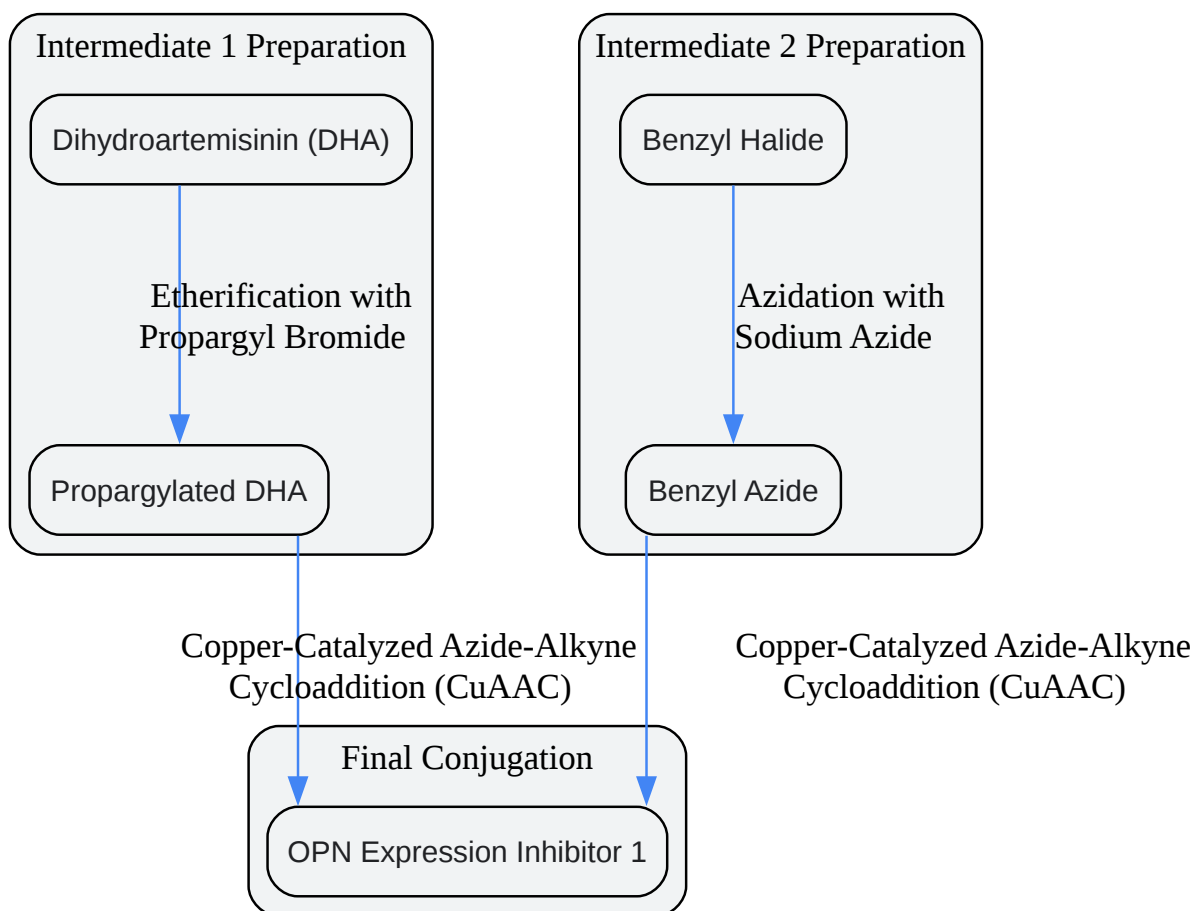 Intermediate 1 Preparation
Dihydroartemisinin (DHA)
Etherification with
Propargyl Bromide
Propargylated DHA
Intermediate 2 Preparation
Benzyl Halide
Azidation with
Sodium Azide
Benzyl Azide
Copper-Catalyzed Azide-Alkyne
Cycloaddition (CuAAC)
Copper-Catalyzed Azide-Alkyne
Cycloaddition (CuAAC)
Final Conjugation
OPN Expression Inhibitor 1